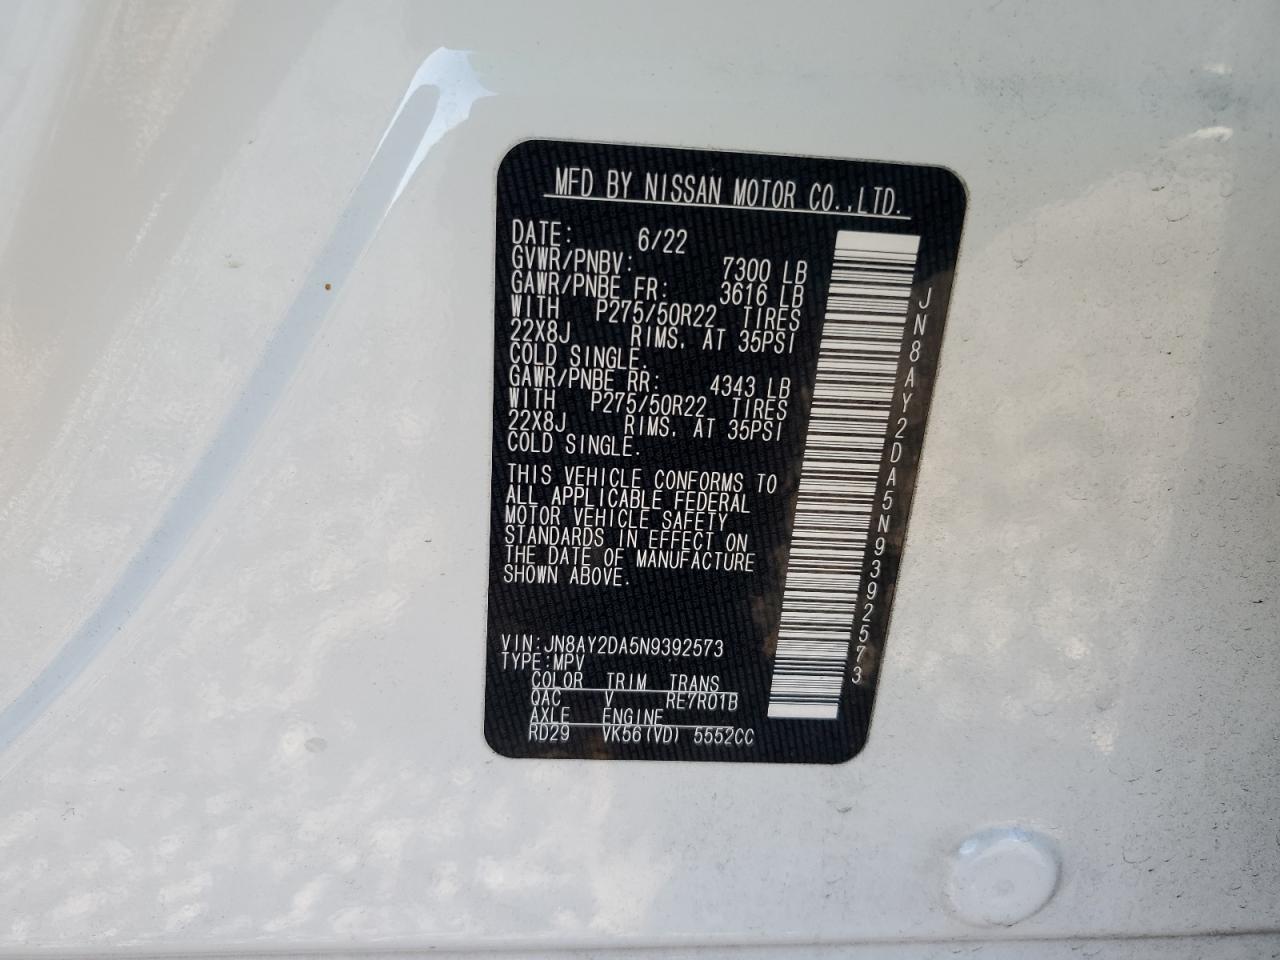 MFD BY NISSAN MOTOR CO.,LTD.
DATE: 6/22
GVWR/PNBV: 7300 LB
GAWR/PNBE FR: 3616 LB
WITH P275/50R22 TIRES
22X8J RIMS, AT 35PSI
COLD SINGLE.
GAWR/PNBE RR: 4343 LB
WITH P275/50R22 TIRES
22X8J RIMS, AT 35PSI
COLD SINGLE.
THIS VEHICLE CONFORMS TO
ALL APPLICABLE FEDERAL
MOTOR VEHICLE SAFETY
STANDARDS IN EFFECT ON
THE DATE OF MANUFACTURE
SHOWN ABOVE.
VIN:JN8AY2DA5N9392573
TYPE:MPV
COLOR TRIM TRANS
QAC V RE7R01B
AXLE ENGINE
RD29 VK56(VD) 5552CC
JN8AY2DA5N9392573